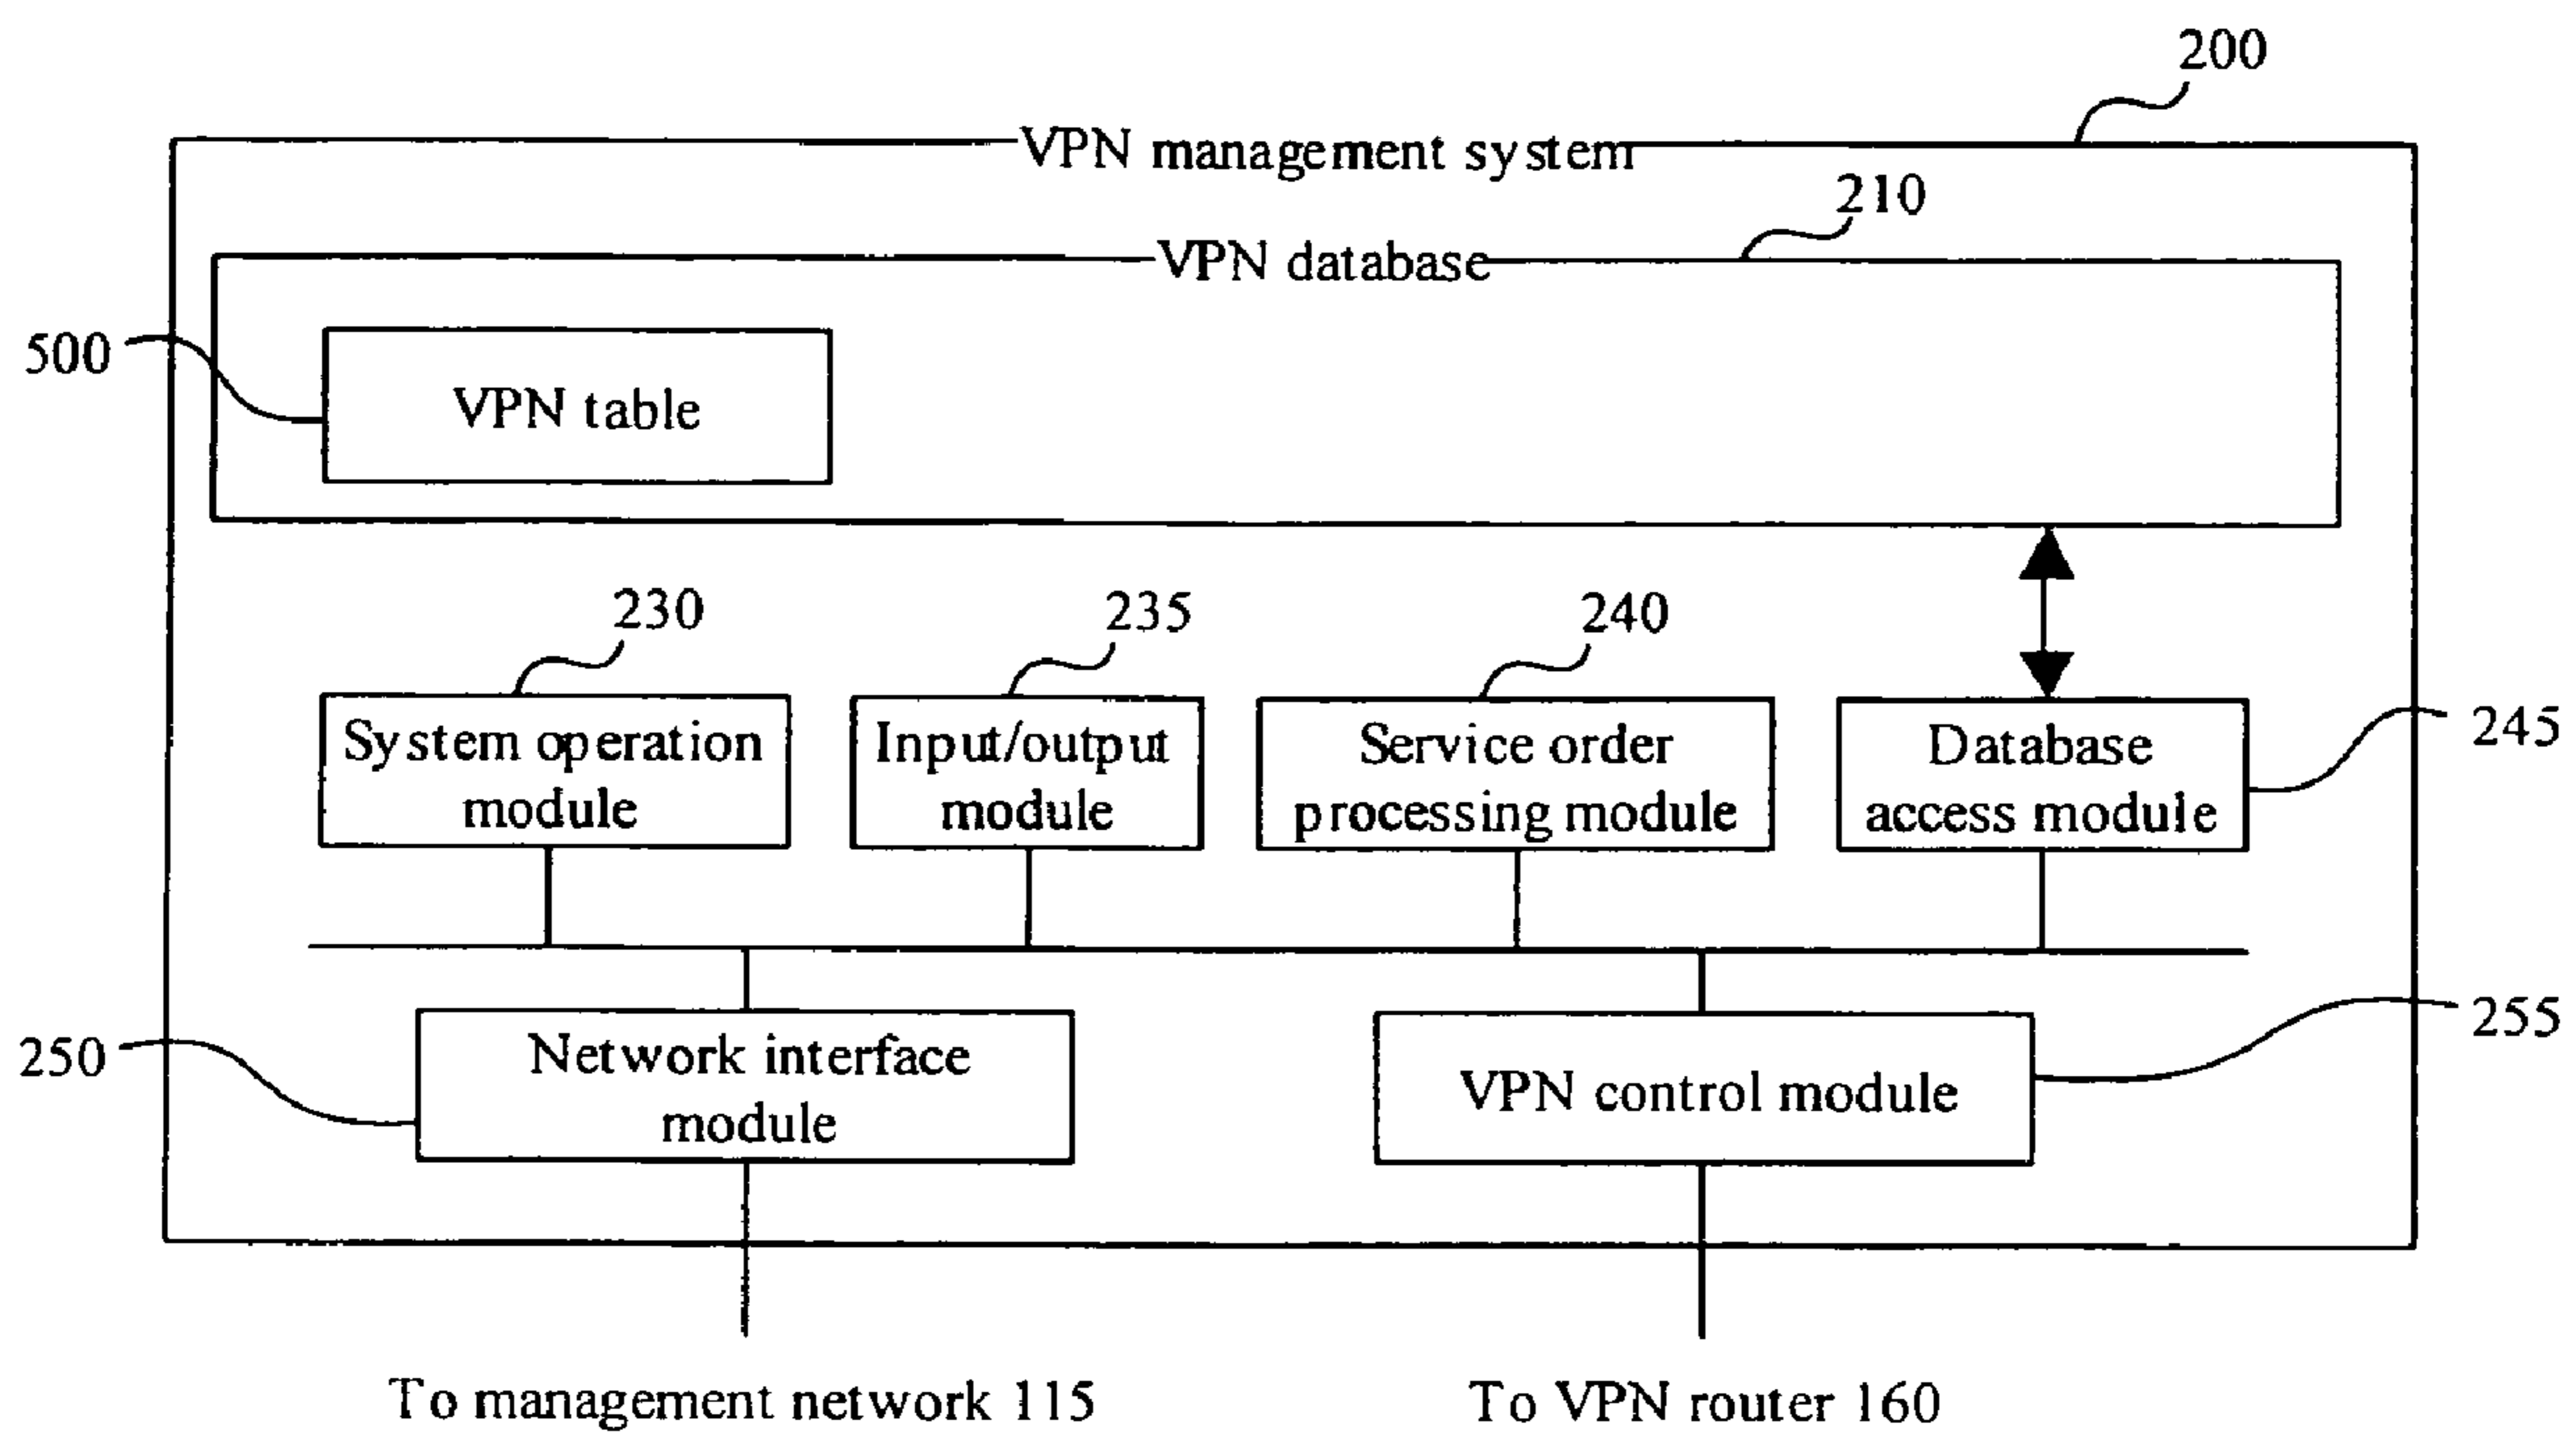 200
VPN management system
210
VPN database
500
VPN table
230
235
240
System operation
module
Input/output
module
Service order
processing module
Database
access module
245
250
Network interface
module
VPN control module
255
To management network 115
To VPN router 160